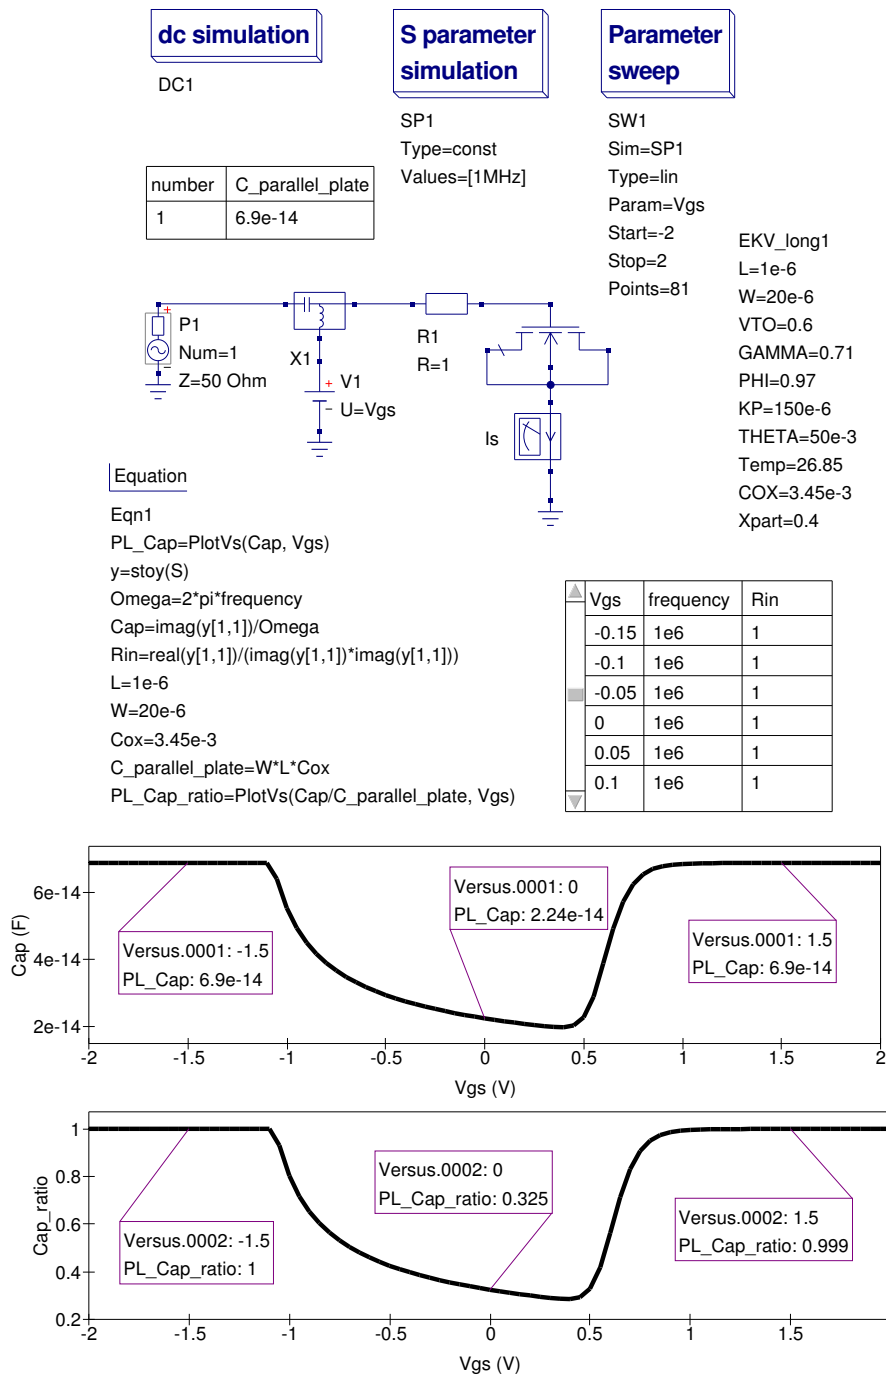 dc simulation
DC1
S parameter
simulation
SP1
Type=const
Values=[1MHz]
Parameter
sweep
SW1
Sim=SP1
Type=lin
Param=Vgs
Start=-2
Stop=2
Points=81
number C_parallel_plate
1 6.9e-14
EKV_long1
L=1e-6
W=20e-6
VTO=0.6
GAMMA=0.71
PHI=0.97
KP=150e-6
THETA=50e-3
Temp=26.85
COX=3.45e-3
Xpart=0.4
+
P1
Num=1
Z=50 Ohm
−
X1
+ V1
− U=Vgs
R1
R=1
Is
Equation
Eqn1
PL_Cap=PlotVs(Cap, Vgs)
y=stoy(S)
Omega=2*pi*frequency
Cap=imag(y[1,1])/Omega
Rin=real(y[1,1])/(imag(y[1,1])*imag(y[1,1]))
L=1e-6
W=20e-6
Cox=3.45e-3
C_parallel_plate=W*L*Cox
PL_Cap_ratio=PlotVs(Cap/C_parallel_plate, Vgs)
Vgs frequency Rin
-0.15 1e6 1
-0.1 1e6 1
-0.05 1e6 1
0 1e6 1
0.05 1e6 1
0.1 1e6 1
Cap (F)
6e-14
4e-14
2e-14
Versus.0001: -1.5
PL_Cap: 6.9e-14
Versus.0001: 0
PL_Cap: 2.24e-14
Versus.0001: 1.5
PL_Cap: 6.9e-14
-2 -1.5 -1 -0.5 0 0.5 1 1.5 2
Vgs (V)
Cap_ratio
1
0.8
0.6
0.4
0.2
Versus.0002: -1.5
PL_Cap_ratio: 1
Versus.0002: 0
PL_Cap_ratio: 0.325
Versus.0002: 1.5
PL_Cap_ratio: 0.999
-2 -1.5 -1 -0.5 0 0.5 1 1.5
Vgs (V)